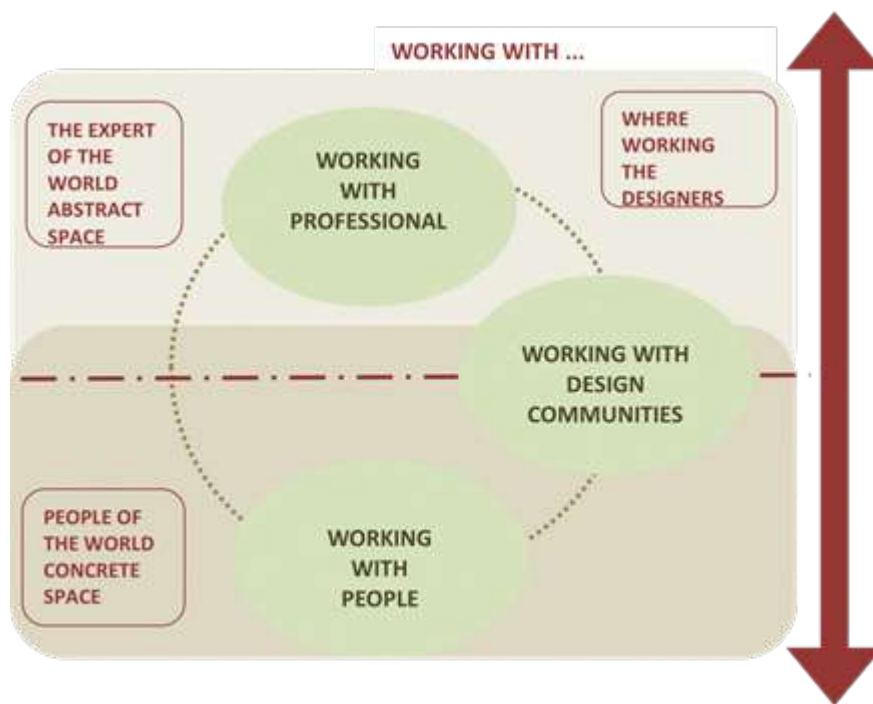 WORKING WITH ...
THE EXPERT
OF THE
WORLD
ABSTRACT
SPACE
WORKING
WITH
PROFESSIONAL
WHERE
WORKING
THE
DESIGNERS
WORKING WITH
DESIGN
COMMUNITIES
PEOPLE OF
THE WORLD
CONCRETE
SPACE
WORKING
WITH
PEOPLE